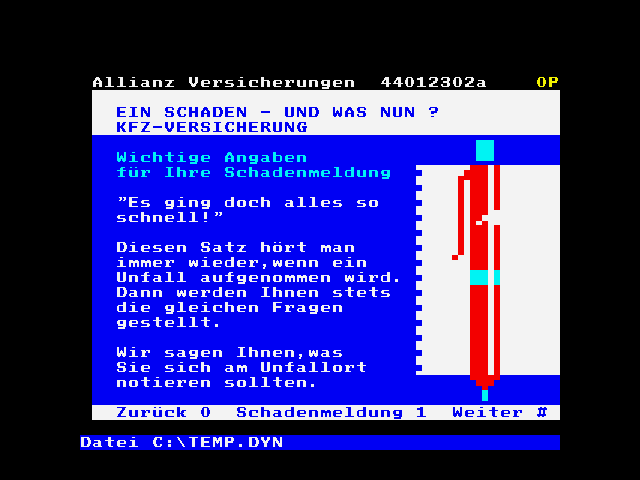 Allianz Versicherungen 44012302a 0P
EIN SCHADEN - UND WAS NUN ?
KFZ-VERSICHERUNG
Wichtige Angaben
für Ihre Schadenmeldung
"Es ging doch alles so
schnell!"
Diesen Satz hört man
immer wieder,wenn ein
Unfall aufgenommen wird.
Dann werden Ihnen stets
die gleichen Fragen
gestellt.
Wir sagen Ihnen,was
Sie sich am Unfallort
notieren sollten.
Zurück 0 Schadenmeldung 1 Weiter #
Datei C:\TEMP.DYN